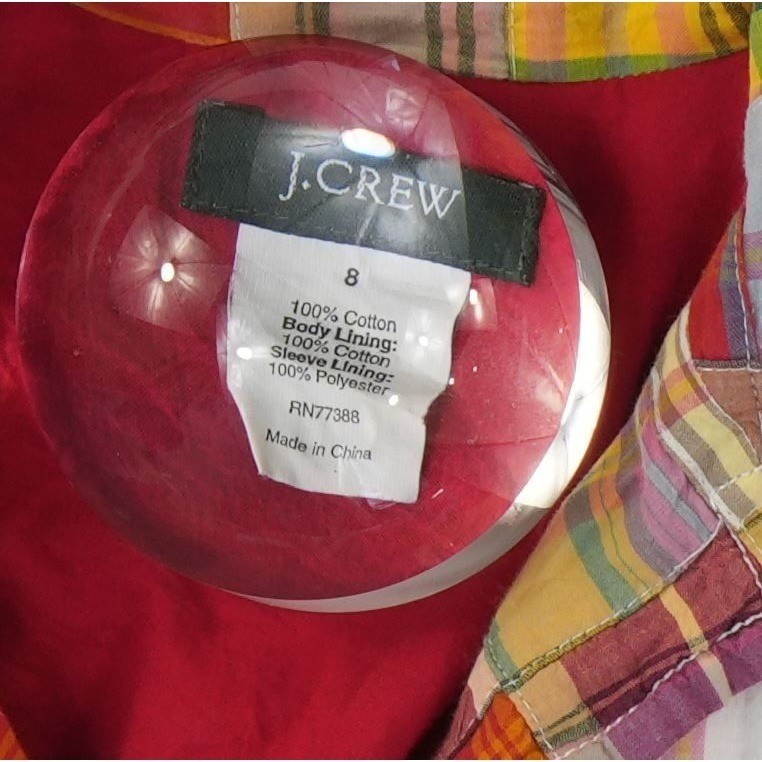 J.CREW
8
100% Cotton
Body Lining:
100% Cotton
Sleeve Lining:
100% Polyester
RN77388
Made in China